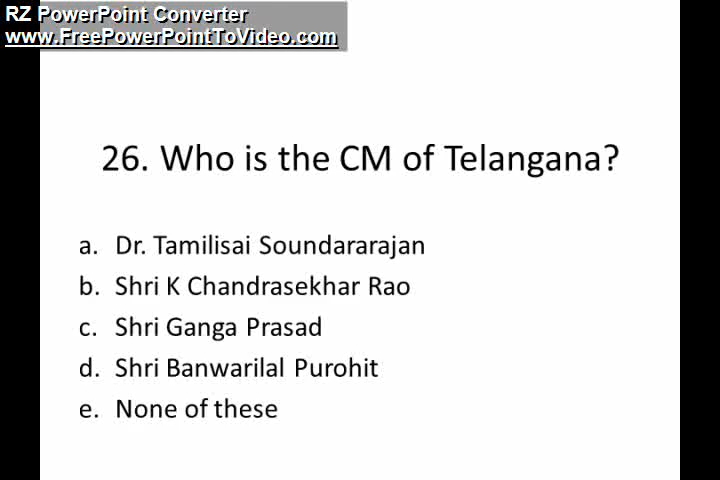 RZ PowerPoint Converter
www.FreePowerPointToVideo.com
26. Who is the CM of Telangana?
a. Dr. Tamilisai Soundararajan
b. Shri K Chandrasekhar Rao
c. Shri Ganga Prasad
d. Shri Banwarilal Purohit
e. None of these